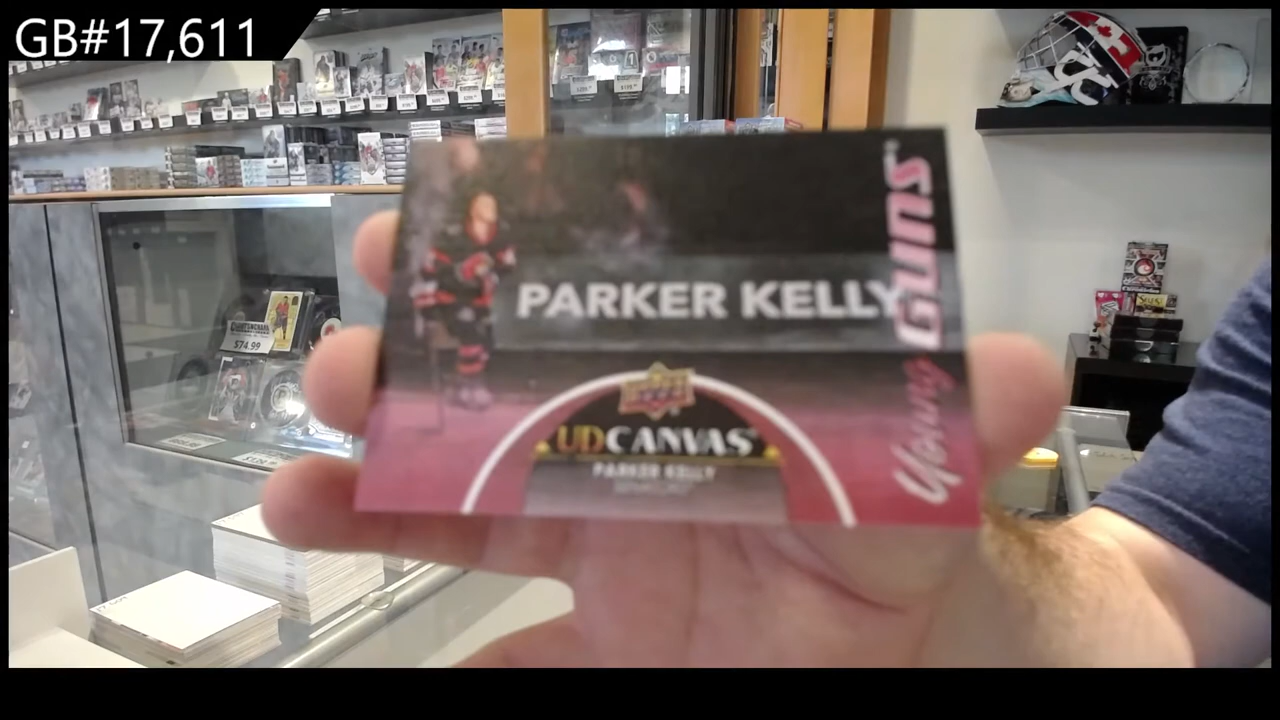 GB#17,611
PARKER KELLY
Young Guns
UD CANVAS
PARKER KELLY
$74.99